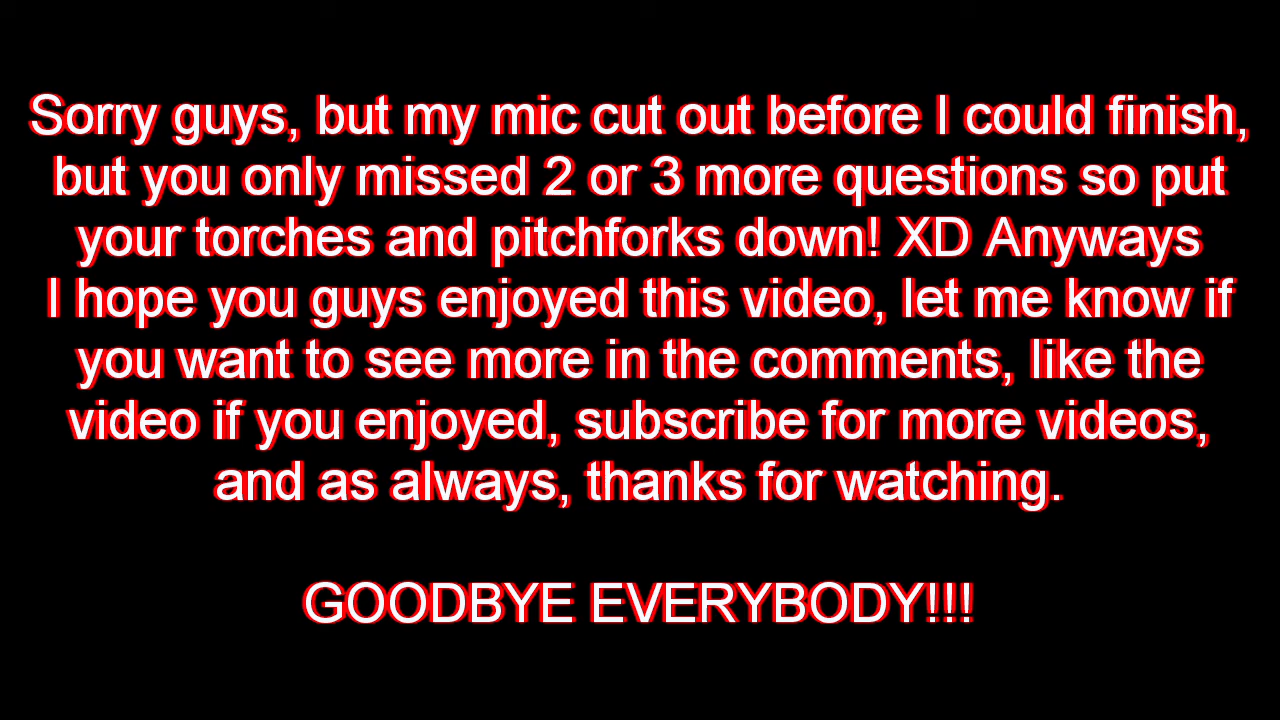 Sorry guys, but my mic cut out before I could finish,
but you only missed 2 or 3 more questions so put
your torches and pitchforks down! XD Anyways
I hope you guys enjoyed this video, let me know if
you want to see more in the comments, like the
video if you enjoyed, subscribe for more videos,
and as always, thanks for watching.
GOODBYE EVERYBODY!!!